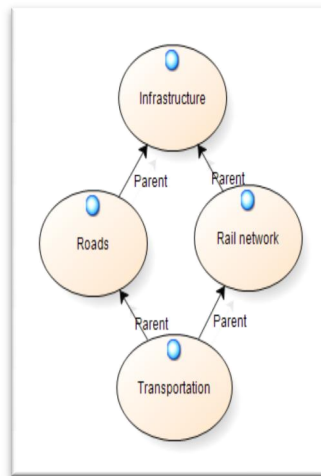 Infrastructure
Parent
Parent
Roads
Rail network
Parent
Parent
Transportation